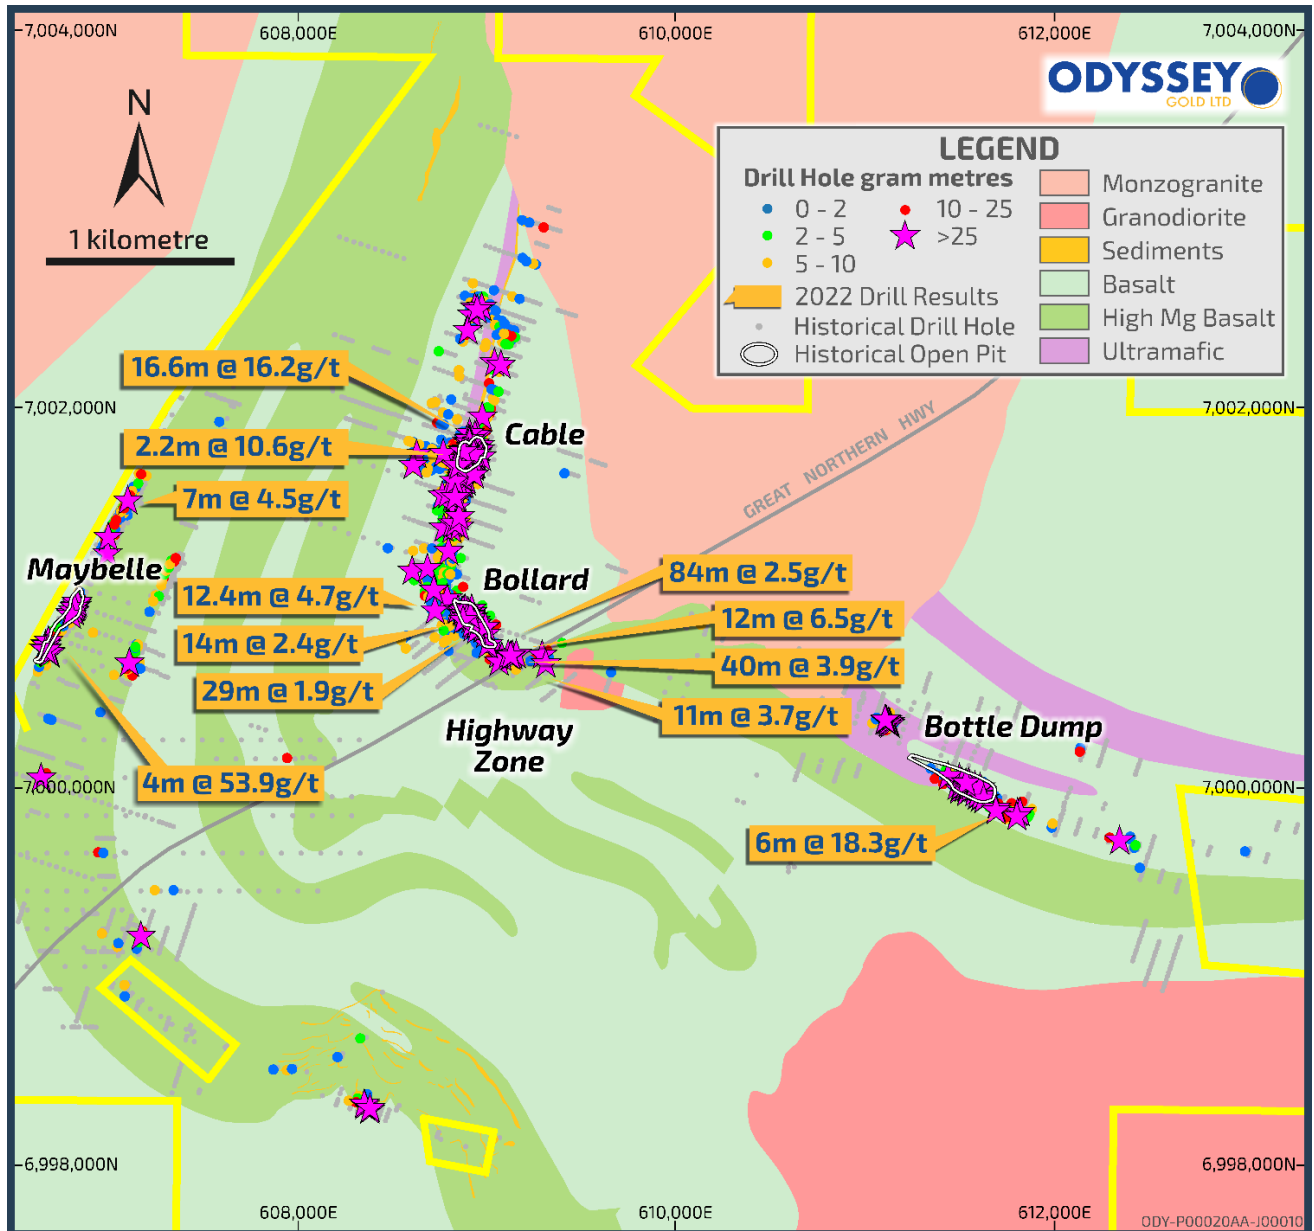 7,004,000N
608,000E
610,000E
612,000E
7,004,000N
ODYSSEY
GOLD LTD
N
1 kilometre
LEGEND
Drill Hole gram metres
0 - 2
10 - 25
2 - 5
>25
5 - 10
2022 Drill Results
Historical Drill Hole
Historical Open Pit
Monzogranite
Granodiorite
Sediments
Basalt
High Mg Basalt
Ultramafic
16.6m @ 16.2g/t
7,002,000N
7,002,000N
GREAT NORTHERN HWY
Cable
2.2m @ 10.6g/t
7m @ 4.5g/t
Maybelle
Bollard
84m @ 2.5g/t
12.4m @ 4.7g/t
12m @ 6.5g/t
14m @ 2.4g/t
40m @ 3.9g/t
29m @ 1.9g/t
11m @ 3.7g/t
Highway
Zone
Bottle Dump
4m @ 53.9g/t
7,000,000N
7,000,000N
6m @ 18.3g/t
6,998,000N
6,998,000N
608,000E
610,000E
612,000E
ODY-P00020AA-J00010